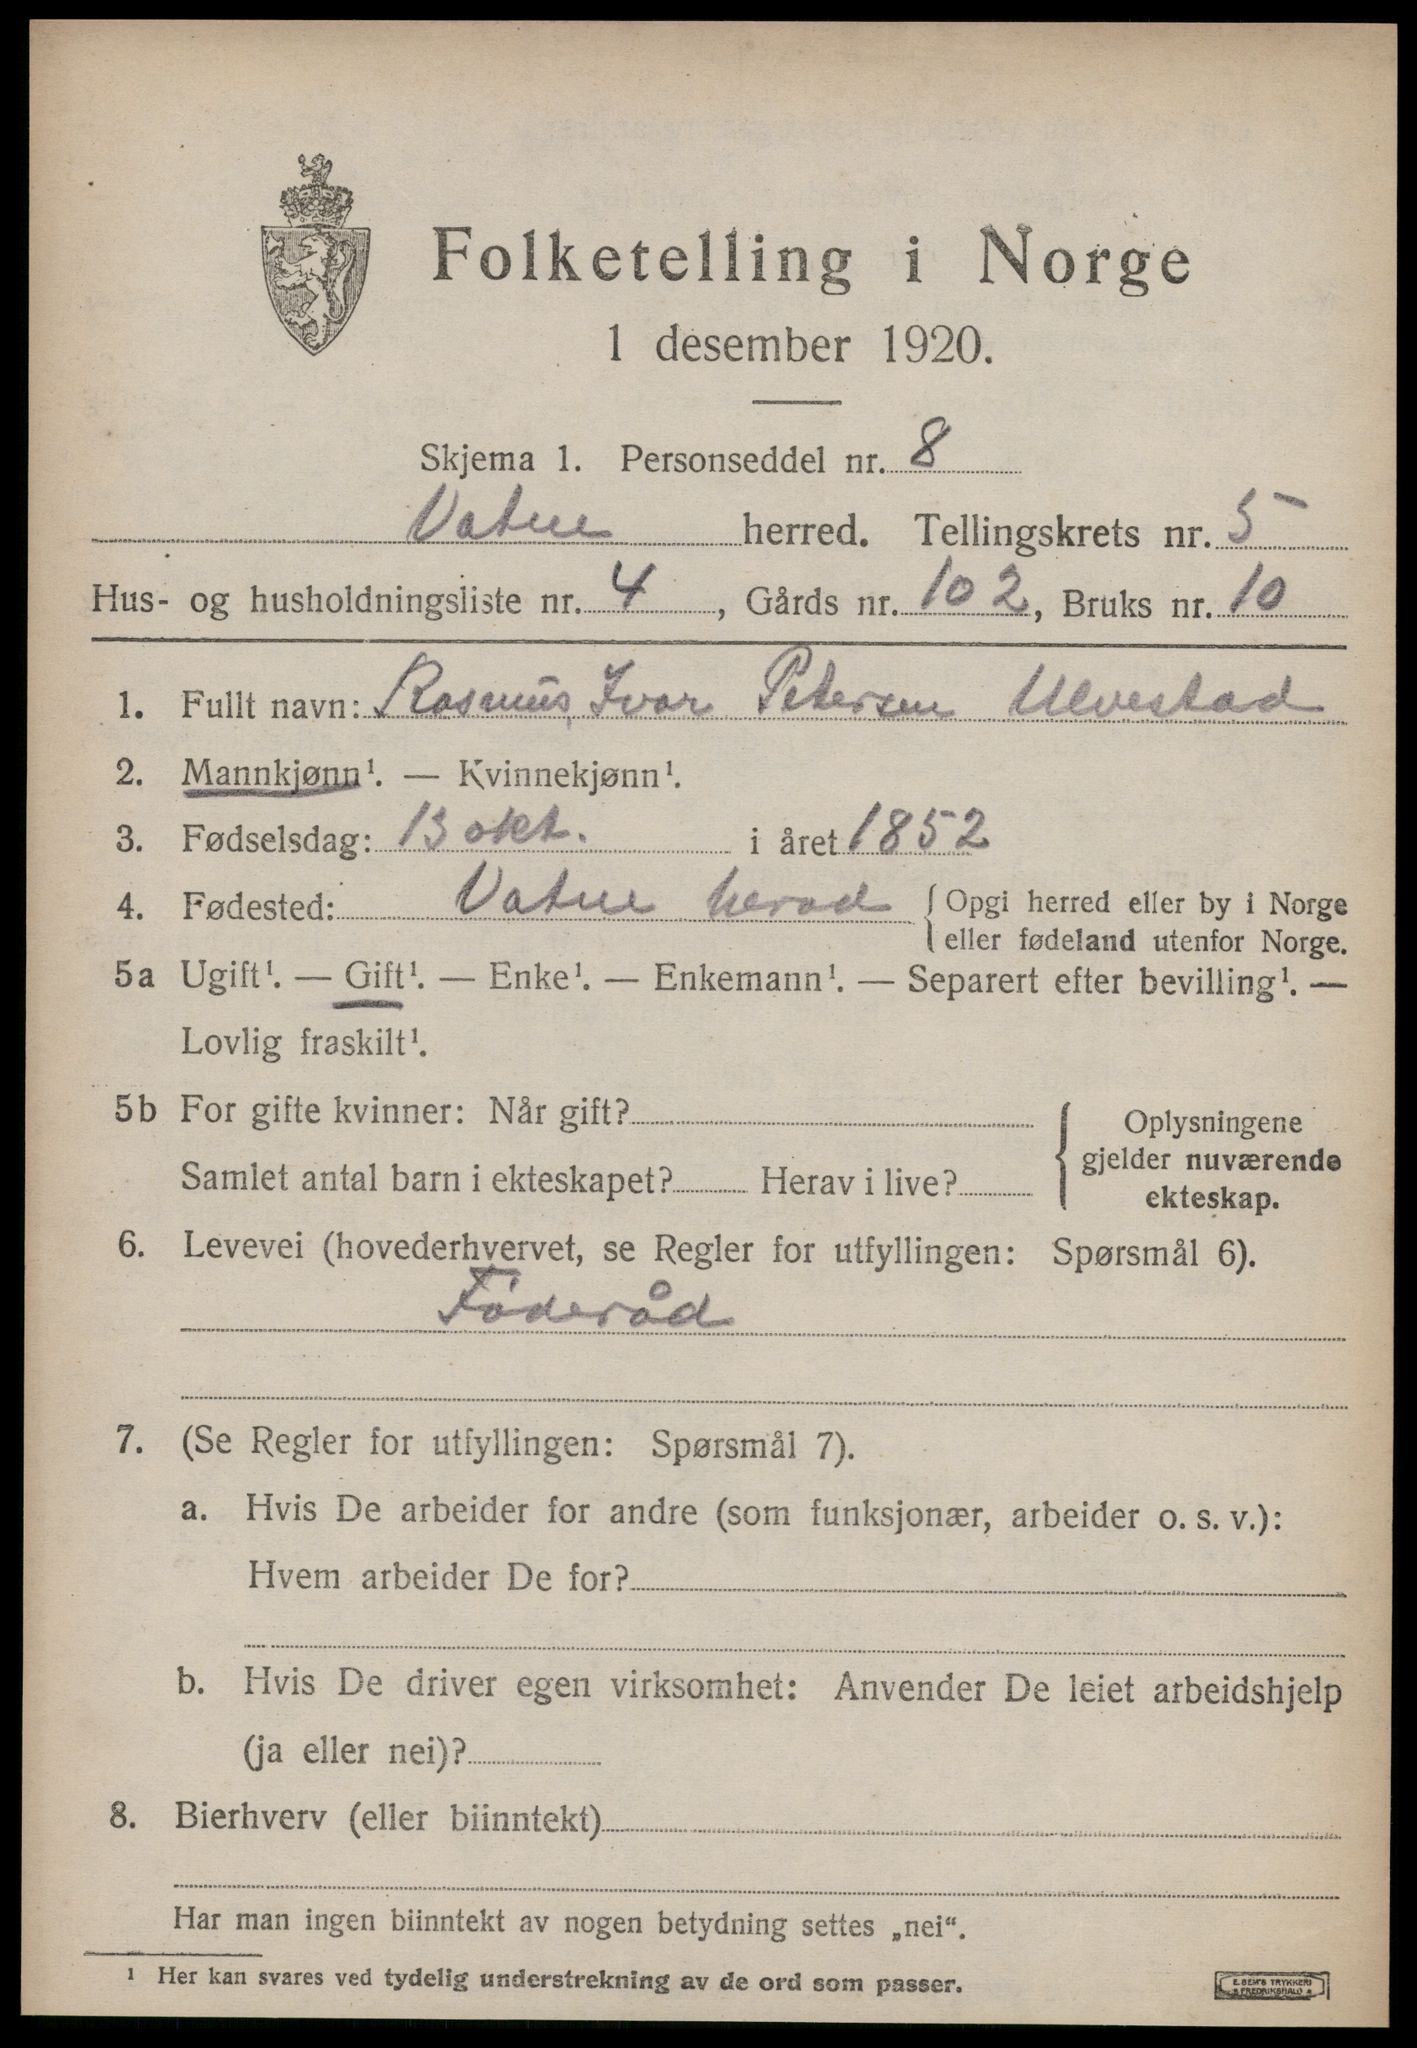 Folketelling i Norge
1 desember 1920.
Skjema 1. Personseddel nr. 8
Vatne herred. Tellingskrets nr. 5
Hus- og husholdningsliste nr. 4, Gårds nr. 102, Bruks nr. 10
1. Fullt navn: Rasmus Ivar Petersen Ulvestad
2. Mannkjønn¹. — Kvinnekjønn¹.
3. Fødselsdag: 13 okt. i året 1852
4. Fødested: Vatne herad { Opgi herred eller by i Norge
eller fødeland utenfor Norge.
5a Ugift¹. — Gift¹. — Enke¹. — Enkemann¹. — Separert efter bevilling¹. —
Lovlig fraskilt¹.
5b For gifte kvinner: Når gift?
Samlet antal barn i ekteskapet? Herav i live?
Oplysningene
gjelder nuværende
ekteskap.
6. Levevei (hovederhvervet, se Regler for utfyllingen: Spørsmål 6).
Föderåd
7. (Se Regler for utfyllingen: Spørsmål 7).
a. Hvis De arbeider for andre (som funksjonær, arbeider o. s. v.):
Hvem arbeider De for?
b. Hvis De driver egen virksomhet: Anvender De leiet arbeidshjelp
(ja eller nei)?
8. Bierhverv (eller biinntekt)
Har man ingen biinntekt av nogen betydning settes „nei“.
¹ Her kan svares ved tydelig understrekning av de ord som passer.
E. SEM'S TRYKKERI
FREDRIKSHALD